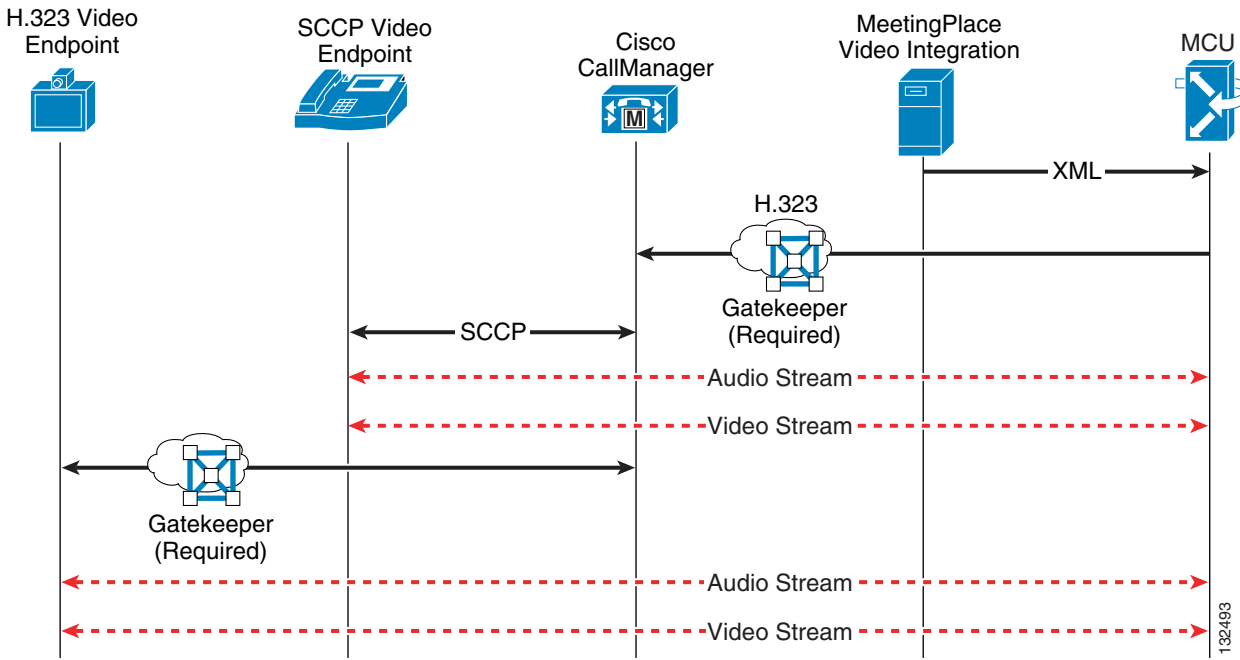 H.323 Video
Endpoint
SCCP Video
Endpoint
Cisco
CallManager
MeetingPlace
Video Integration
MCU
M
XML
H.323
Gatekeeper
(Required)
SCCP
Audio Stream
Video Stream
Gatekeeper
(Required)
Audio Stream
Video Stream
132493